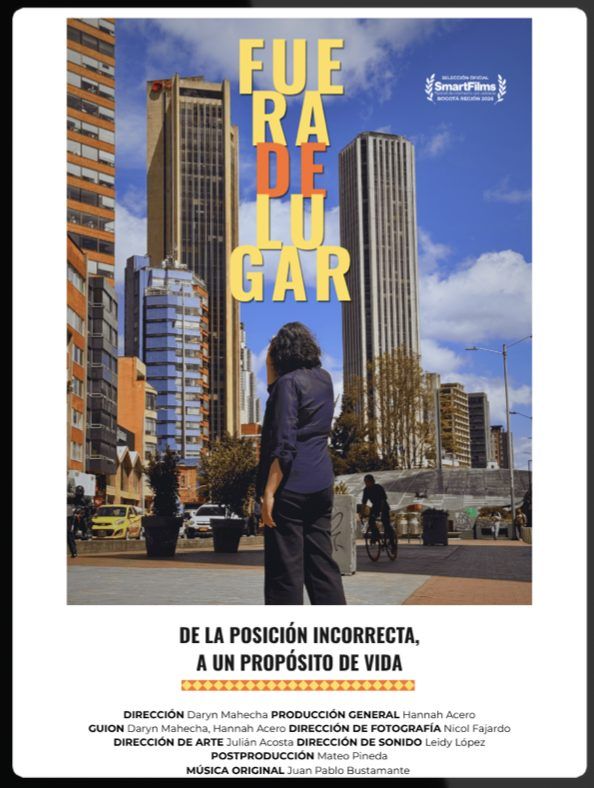 FUE
RA
DE
LU
GAR
SELECCIÓN OFICIAL
SmartFilms
BOGOTÁ REGIÓN 2026
DE LA POSICIÓN INCORRECTA,
A UN PROPÓSITO DE VIDA
DIRECCIÓN Daryn Mahecha PRODUCCIÓN GENERAL Hannah Acero
GUION Daryn Mahecha, Hannah Acero DIRECCIÓN DE FOTOGRAFÍA Nicol Fajardo
DIRECCIÓN DE ARTE Julián Acosta DIRECCIÓN DE SONIDO Leidy López
POSTPRODUCCIÓN Mateo Pineda
MÚSICA ORIGINAL Juan Pablo Bustamante